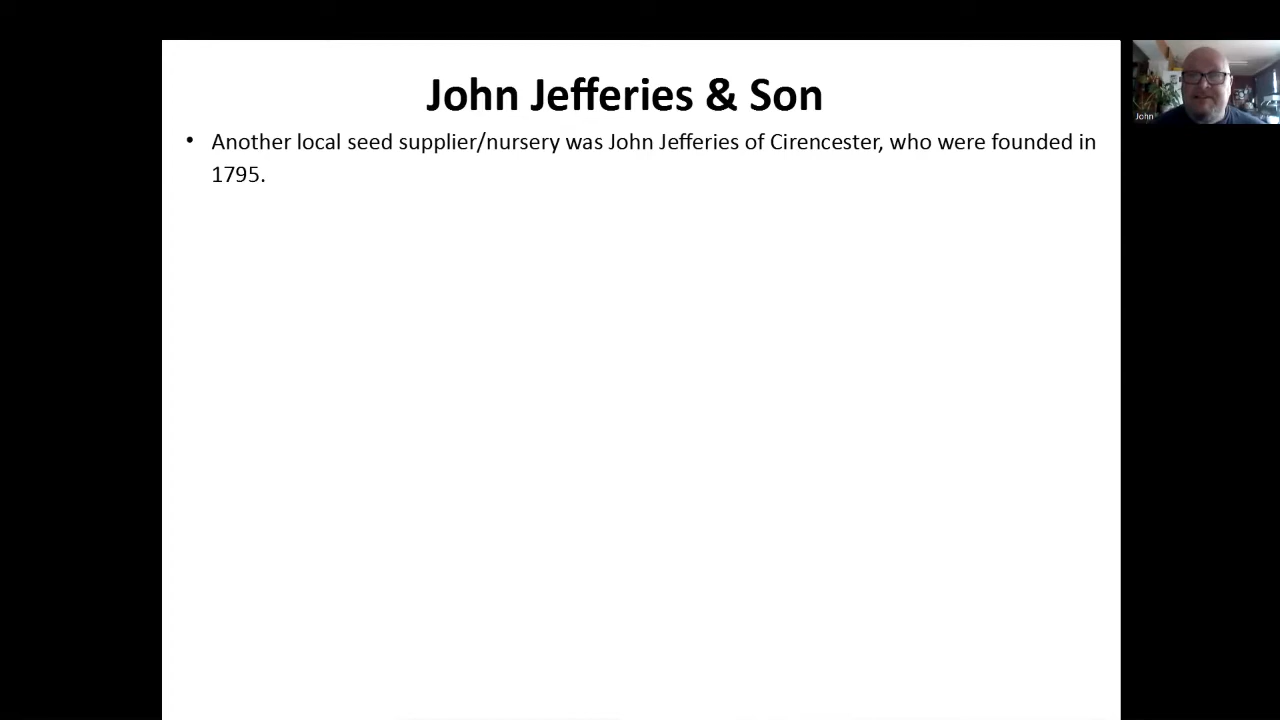 John Jefferies & Son
• Another local seed supplier/nursery was John Jefferies of Cirencester, who were founded in
1795.
John